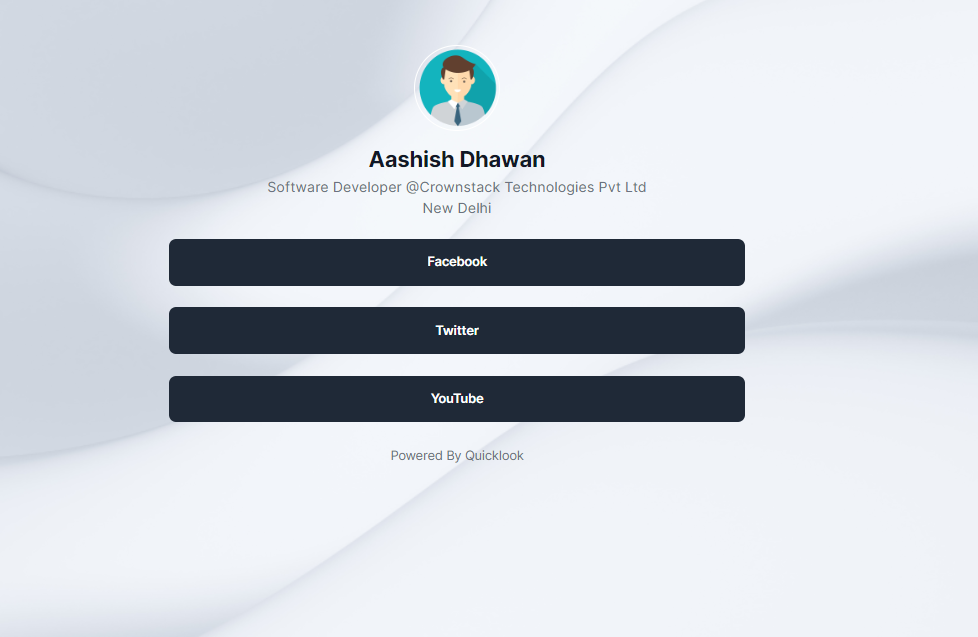 Aashish Dhawan
Software Developer @Crownstack Technologies Pvt Ltd
New Delhi
Facebook
Twitter
YouTube
Powered By Quicklook